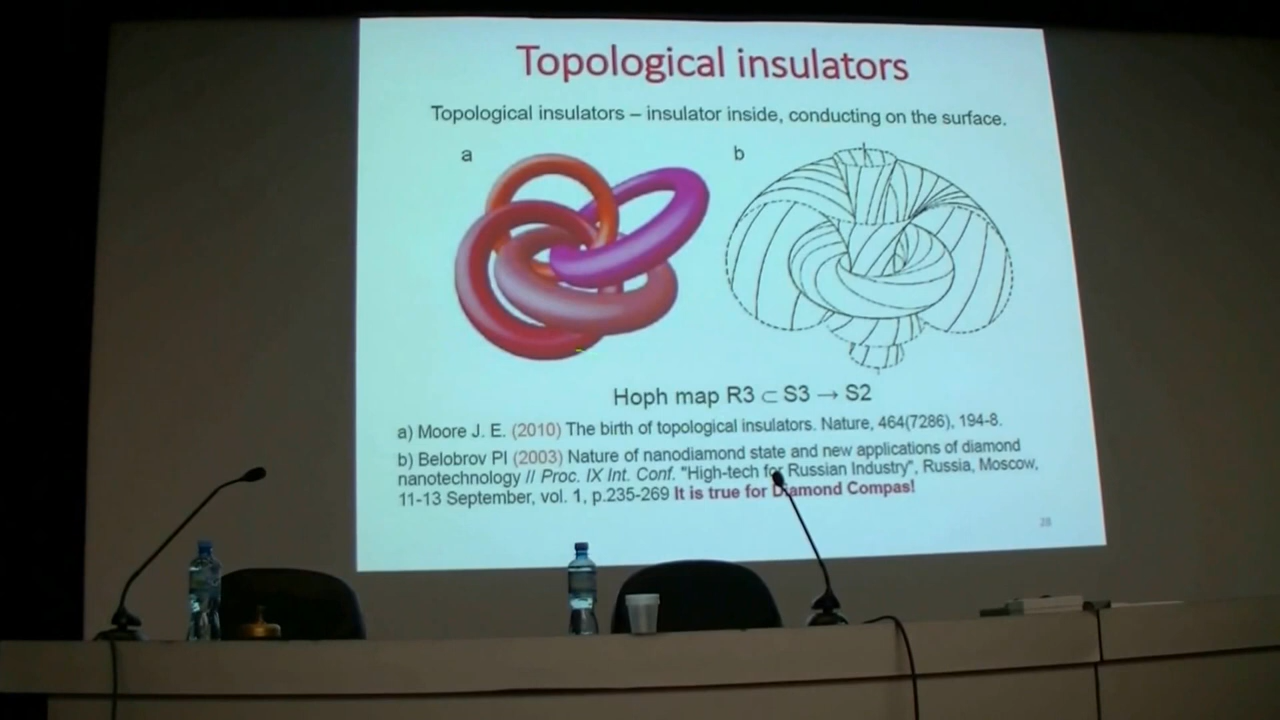 Topological insulators
Topological insulators – insulator inside, conducting on the surface.
a
b
Hoph map R3 ⊂ S3 → S2
a) Moore J. E. (2010) The birth of topological insulators. Nature, 464(7286), 194-8.
b) Belobrov PI (2003) Nature of nanodiamond state and new applications of diamond
nanotechnology // Proc. IX Int. Conf. "High-tech for Russian Industry", Russia, Moscow,
11-13 September, vol. 1, p.235-269 It is true for Diamond Compas!